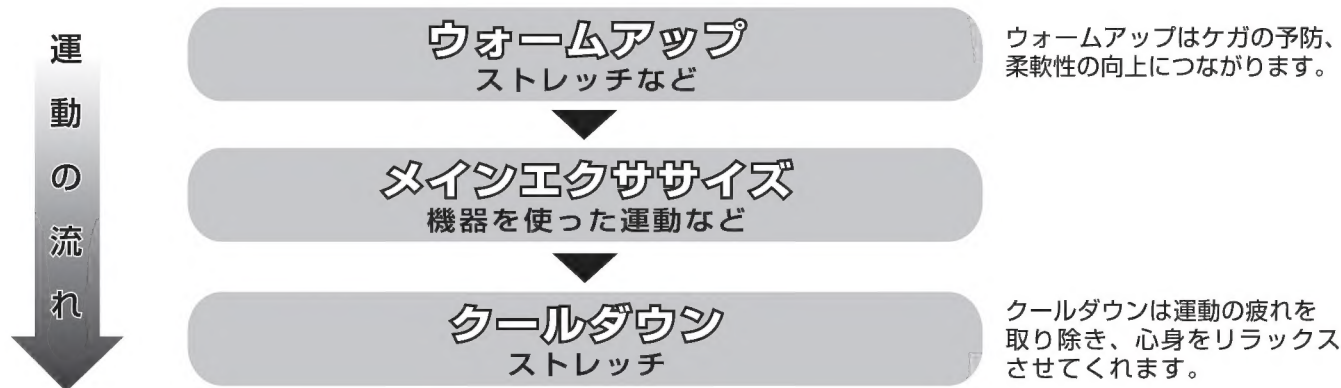 運動の流れ
ウォームアップ
ストレッチなど
ウォームアップはケガの予防、
柔軟性の向上につながります。
メインエクササイズ
機器を使った運動など
クールダウン
ストレッチ
クールダウンは運動の疲れを
取り除き、心身をリラックス
させてくれます。